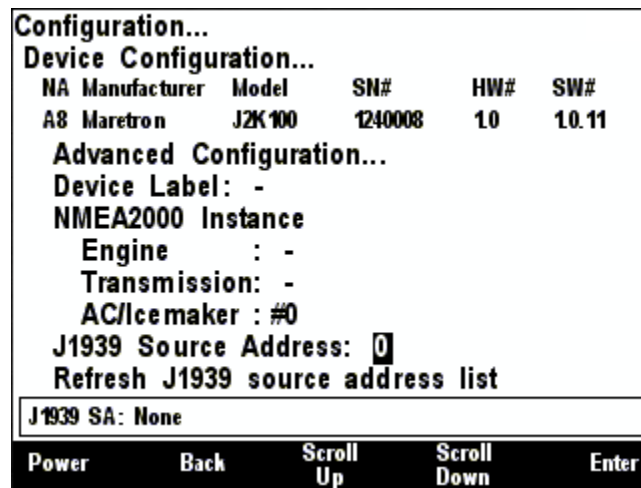 Configuration...
Device Configuration...
NA Manufacturer Model SN# HW# SW#
A8 Maretron J2K100 1240008 1.0 1.0.11
Advanced Configuration...
Device Label: -
NMEA2000 Instance
Engine : -
Transmission: -
AC/Icemaker : #0
J1939 Source Address: 0
Refresh J1939 source address list
J1939 SA: None
Power Back Scroll Up Scroll Down Enter